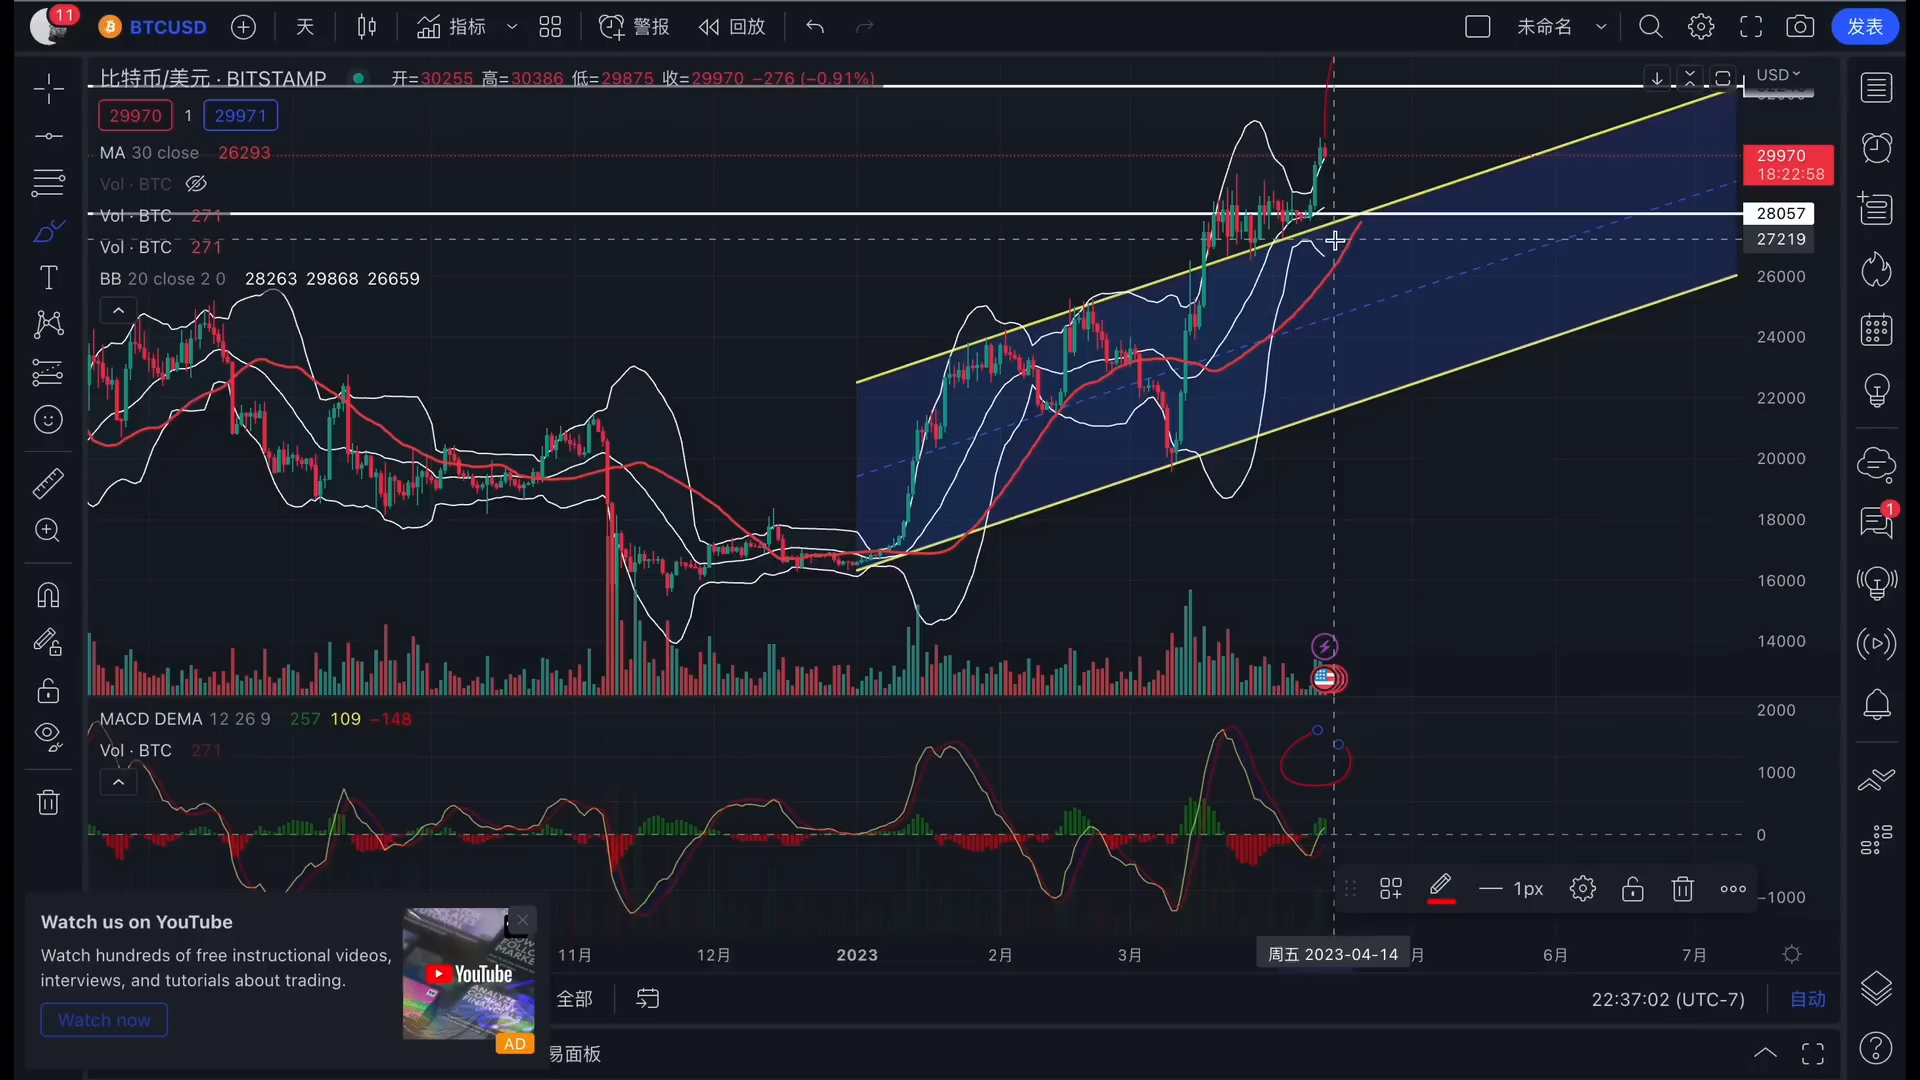 11
BTCUSD
天
指标
警报
回放
未命名
发表
比特币/美元 · BITSTAMP
开=30255 高=30386 低=29875 收=29970 −276 (−0.91%)
USD
29970 1 29971
MA 30 close 26293
Vol · BTC
Vol · BTC 271
Vol · BTC 271
BB 20 close 2 0 28263 29868 26659
29970
18:22:58
28057
27219
26000
24000
22000
20000
18000
16000
14000
1
MACD DEMA 12 26 9 257 109 −148
Vol · BTC 271
2000
1000
0
−1000
1px
Watch us on YouTube
Watch hundreds of free instructional videos,
interviews, and tutorials about trading.
Watch now
YouTube
AD
11月
12月
2023
2月
3月
周五 2023-04-14
月
6月
7月
全部
22:37:02 (UTC-7)
自动
易面板